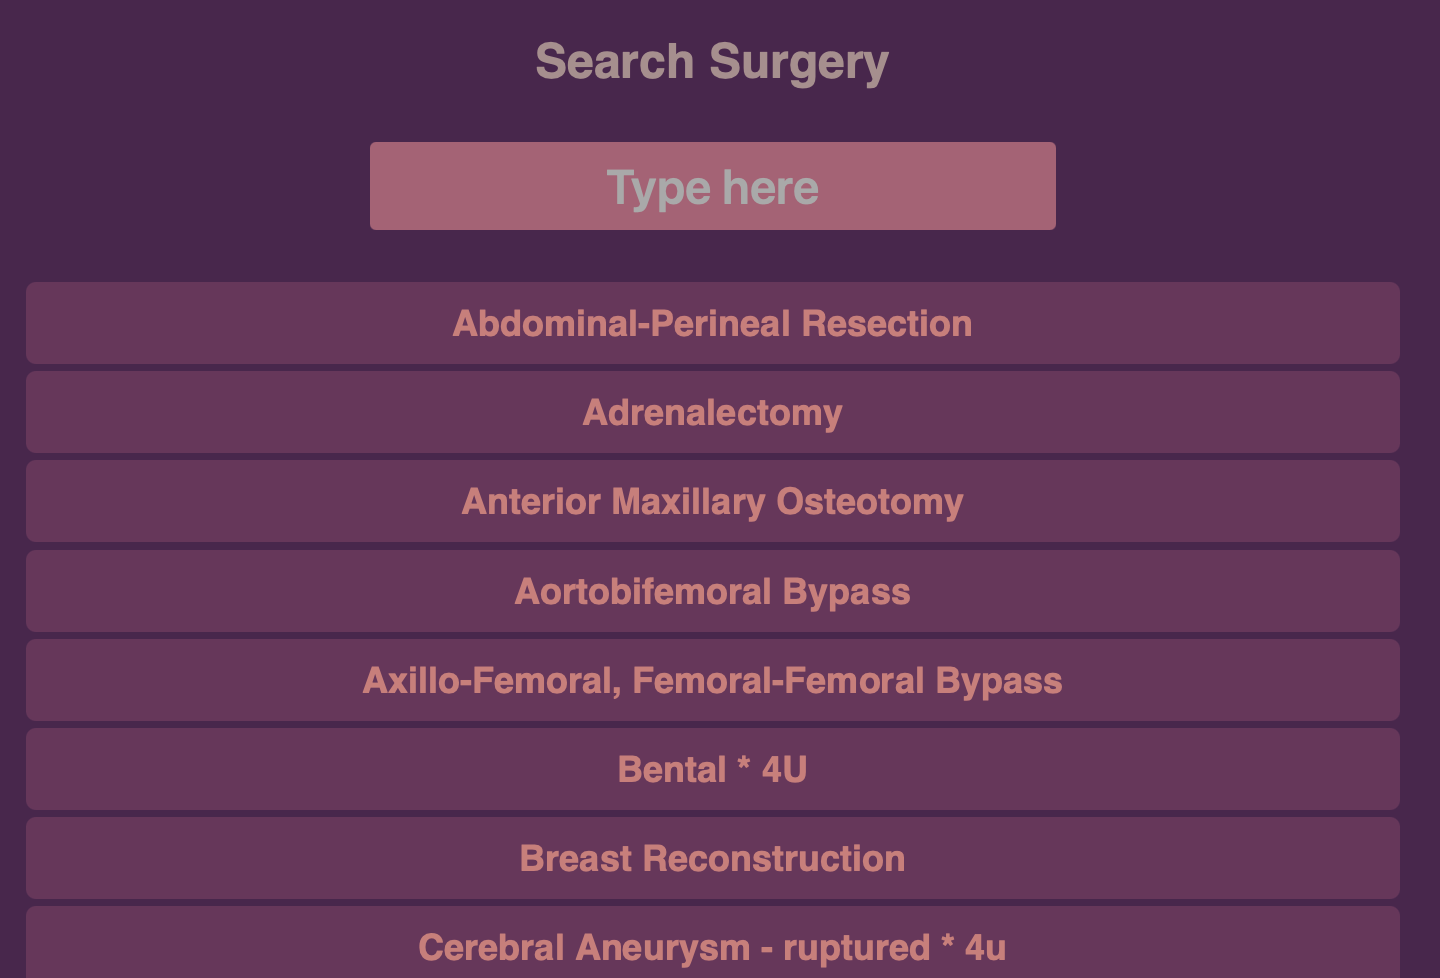 Search Surgery
Type here
Abdominal-Perineal Resection
Adrenalectomy
Anterior Maxillary Osteotomy
Aortobifemoral Bypass
Axillo-Femoral, Femoral-Femoral Bypass
Bental * 4U
Breast Reconstruction
Cerebral Aneurysm - ruptured * 4u